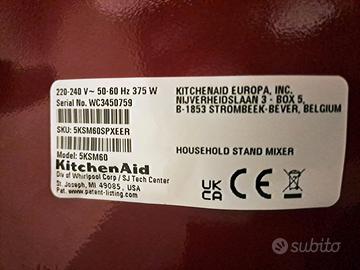 220-240 V~ 50-60 Hz 375 W
Serial No. WC3450759
SKU: 5KSM60SPXEER
Model: 5KSM60
KitchenAid
Div of Whirlpool Corp / SJ Tech Center
St. Joseph, MI 49085, USA
Pat. www.patent-listing.com
KITCHENAID EUROPA, INC.
NIJVERHEIDSLAAN 3 - BOX 5,
B-1853 STROMBEEK-BEVER, BELGIUM
HOUSEHOLD STAND MIXER
UK
CA
CE
subito